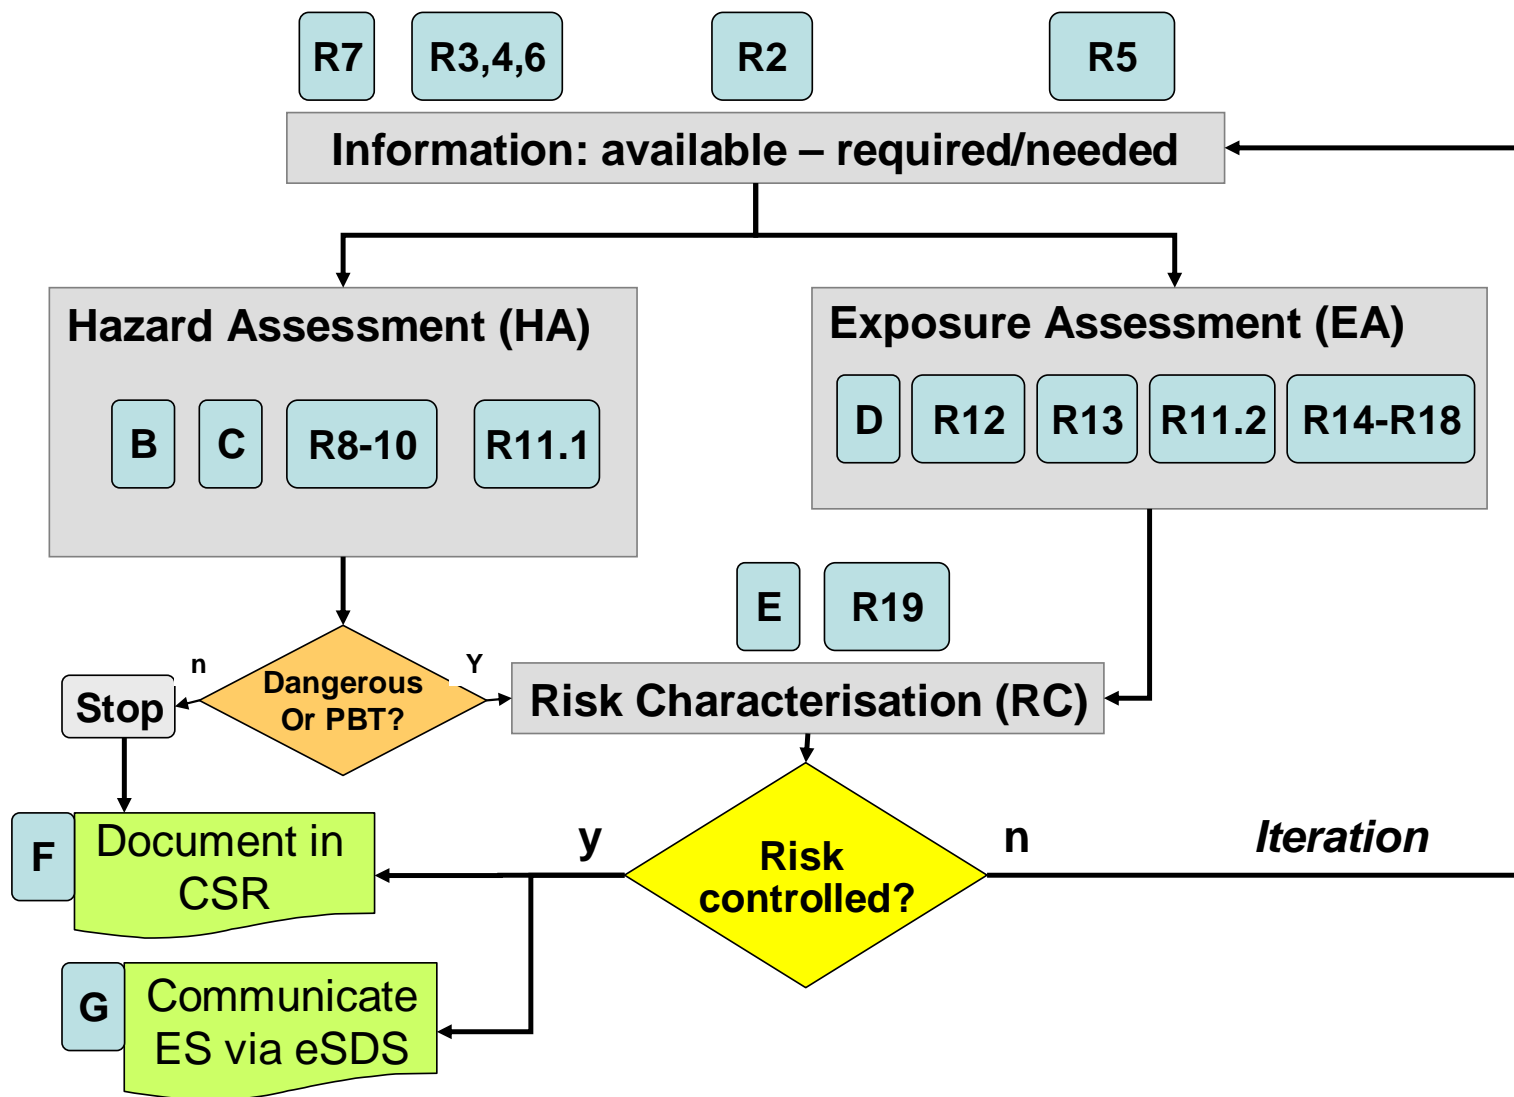 R7
R3,4,6
R2
R5
Information: available – required/needed
Hazard Assessment (HA)
B
C
R8-10
R11.1
Exposure Assessment (EA)
D
R12
R13
R11.2
R14-R18
E
R19
n
Y
Stop
Dangerous
Or PBT?
Risk Characterisation (RC)
F
Document in
CSR
y
Risk
controlled?
n
Iteration
G
Communicate
ES via eSDS